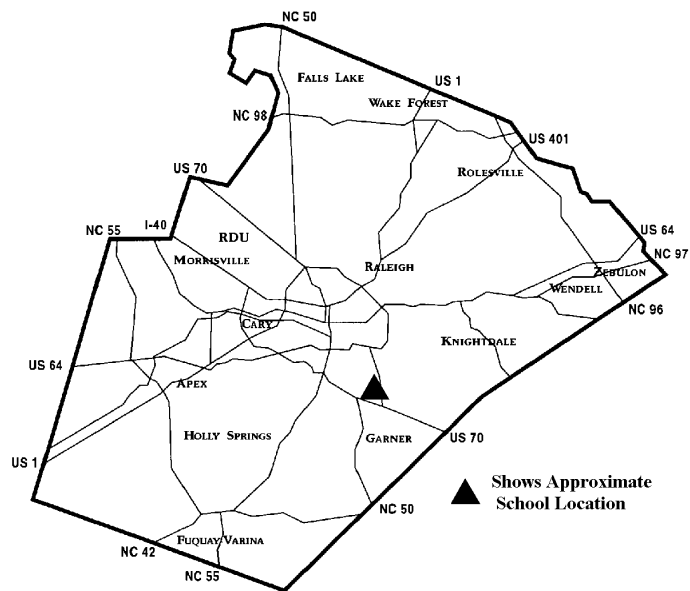 NC 50
FALLS LAKE
US 1
WAKE FOREST
NC 98
US 401
US 70
ROLESVILLE
NC 55
I-40
RDU
US 64
MORRISVILLE
RALEIGH
NC 97
ZEBULON
WENDELL
NC 96
CARY
KNIGHTDALE
US 64
APEX
HOLLY SPRINGS
GARNER
US 70
US 1
Shows Approximate
School Location
NC 50
FUQUAY-VARINA
NC 42
NC 55